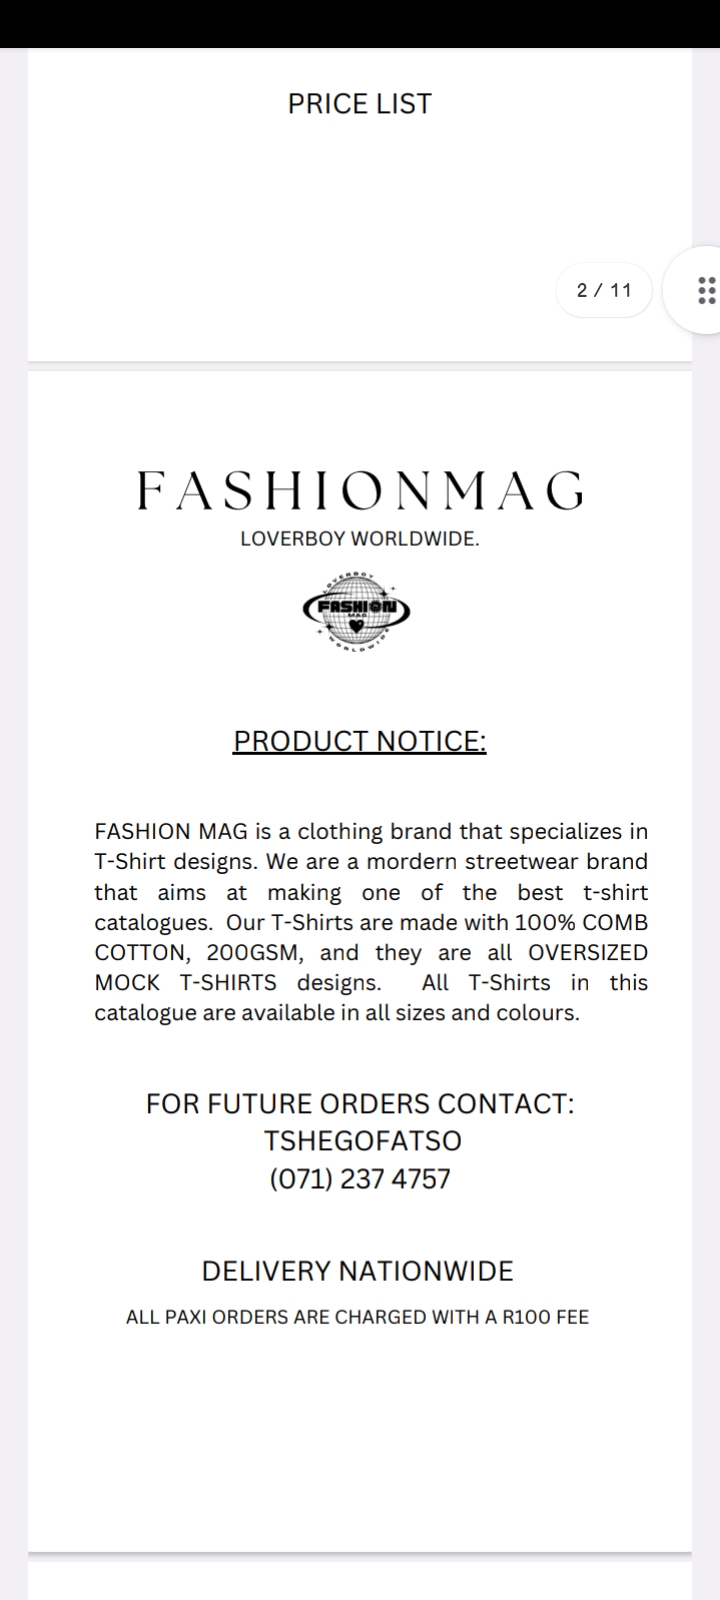 PRICE LIST
2 / 11
FASHIONMAG
LOVERBOY WORLDWIDE.
LOVERBOY
FASHION
MAG
WORLDWIDE
PRODUCT NOTICE:
FASHION MAG is a clothing brand that specializes in
T-Shirt designs. We are a mordern streetwear brand
that aims at making one of the best t-shirt
catalogues. Our T-Shirts are made with 100% COMB
COTTON, 200GSM, and they are all OVERSIZED
MOCK T-SHIRTS designs. All T-Shirts in this
catalogue are available in all sizes and colours.
FOR FUTURE ORDERS CONTACT:
TSHEGOFATSO
(071) 237 4757
DELIVERY NATIONWIDE
ALL PAXI ORDERS ARE CHARGED WITH A R100 FEE